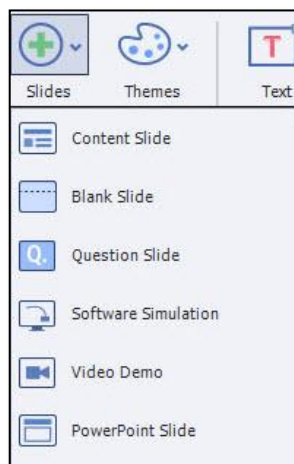 T
Slides Themes Text
Content Slide
Blank Slide
Q. Question Slide
Software Simulation
Video Demo
PowerPoint Slide